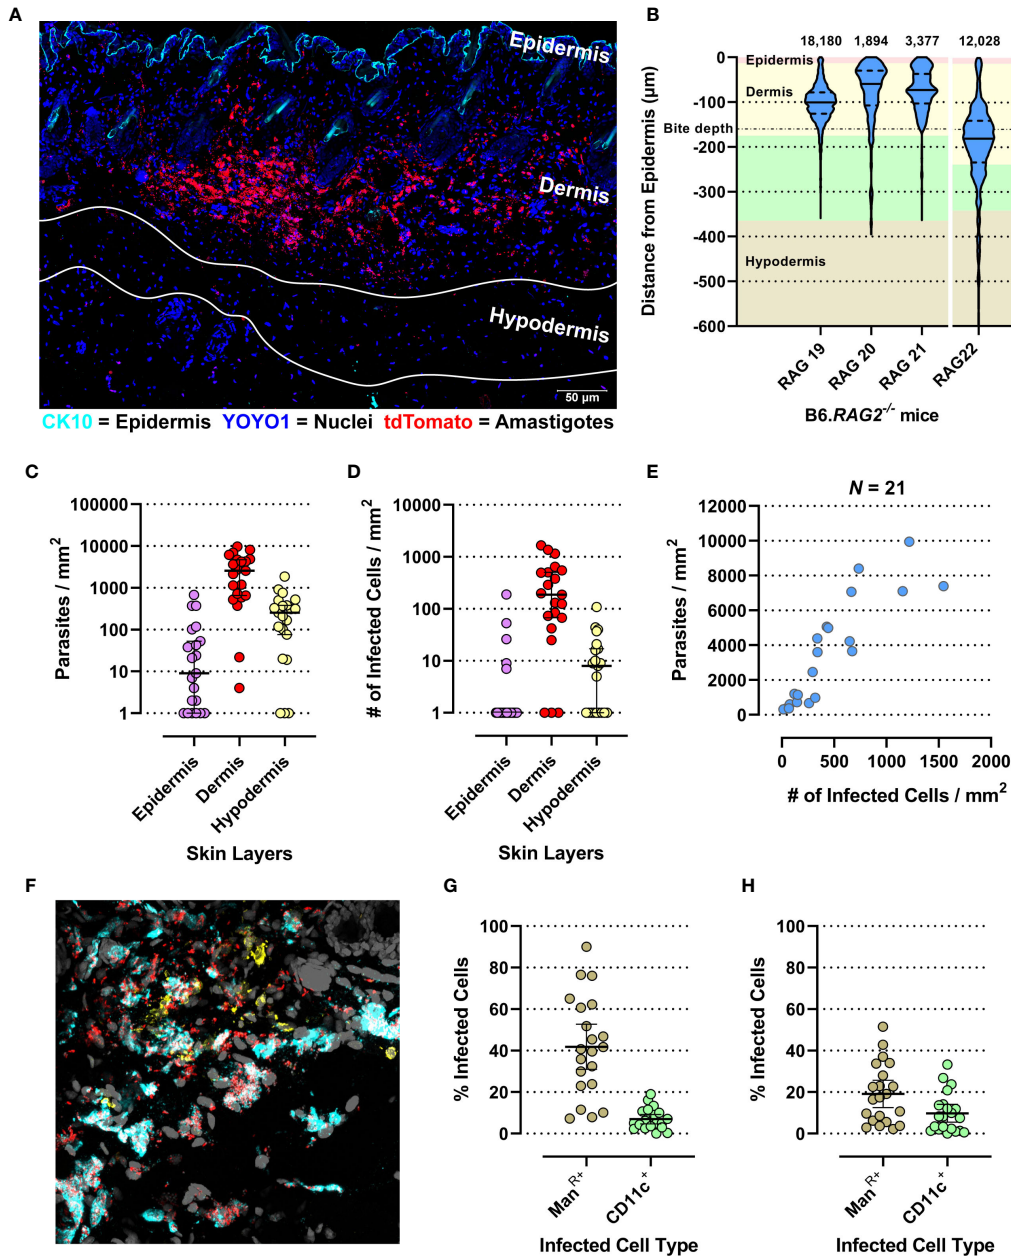 A
Epidermis
Dermis
Hypodermis
50 µm
CK10 = Epidermis YOYO1 = Nuclei tdTomato = Amastigotes
B
18,180 1,894 3,377 12,028
Distance from Epidermis (µm)
0
-100
-200
-300
-400
-500
-600
Epidermis
Dermis
Bite depth
Hypodermis
RAG 19
RAG 20
RAG 21
RAG22
B6.RAG2-/- mice
C
Parasites / mm2
100000
10000
1000
100
10
1
Epidermis
Dermis
Hypodermis
Skin Layers
D
# of Infected Cells / mm2
10000
1000
100
10
1
Epidermis
Dermis
Hypodermis
Skin Layers
E
N = 21
Parasites / mm2
12000
10000
8000
6000
4000
2000
0
0 500 1000 1500 2000
# of Infected Cells / mm2
F
G
% Infected Cells
100
80
60
40
20
0
ManR+
CD11c+
Infected Cell Type
H
% Infected Cells
100
80
60
40
20
0
ManR+
CD11c+
Infected Cell Type